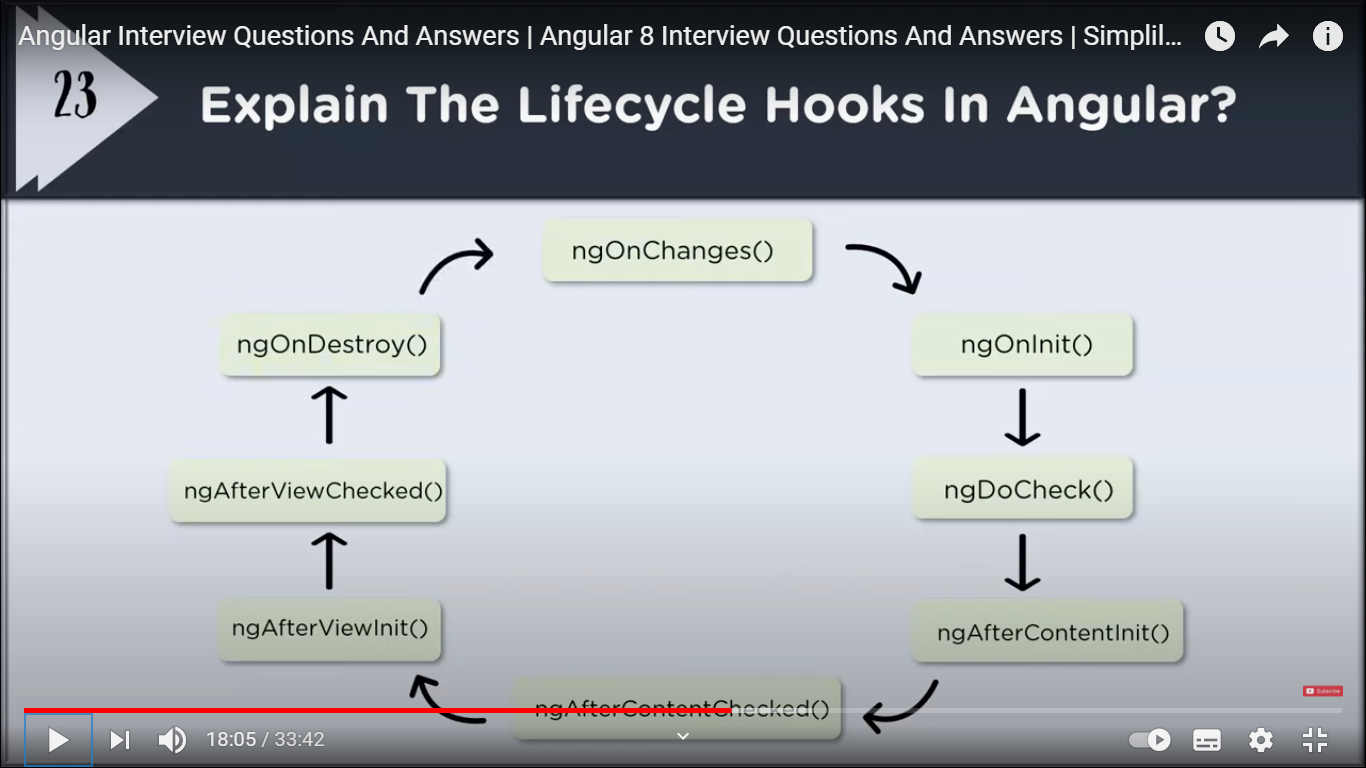 Angular Interview Questions And Answers | Angular 8 Interview Questions And Answers | Simplil...
23
Explain The Lifecycle Hooks In Angular?
ngOnChanges()
ngOnDestroy()
ngOnInit()
ngAfterViewChecked()
ngDoCheck()
ngAfterViewInit()
ngAfterContentInit()
ngAfterContentChecked()
Subscribe
18:05 / 33:42